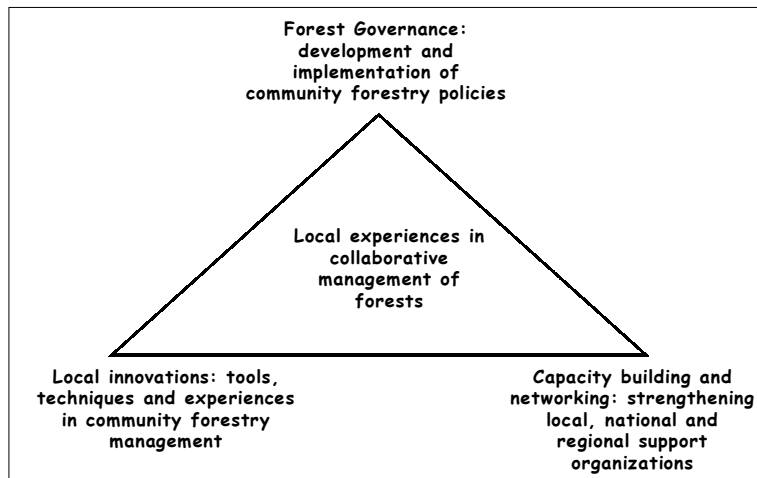 Forest Governance:
development and
implementation of
community forestry policies
Local experiences in
collaborative
management of
forests
Local innovations: tools,
techniques and experiences
in community forestry
management
Capacity building and
networking: strengthening
local, national and
regional support
organizations